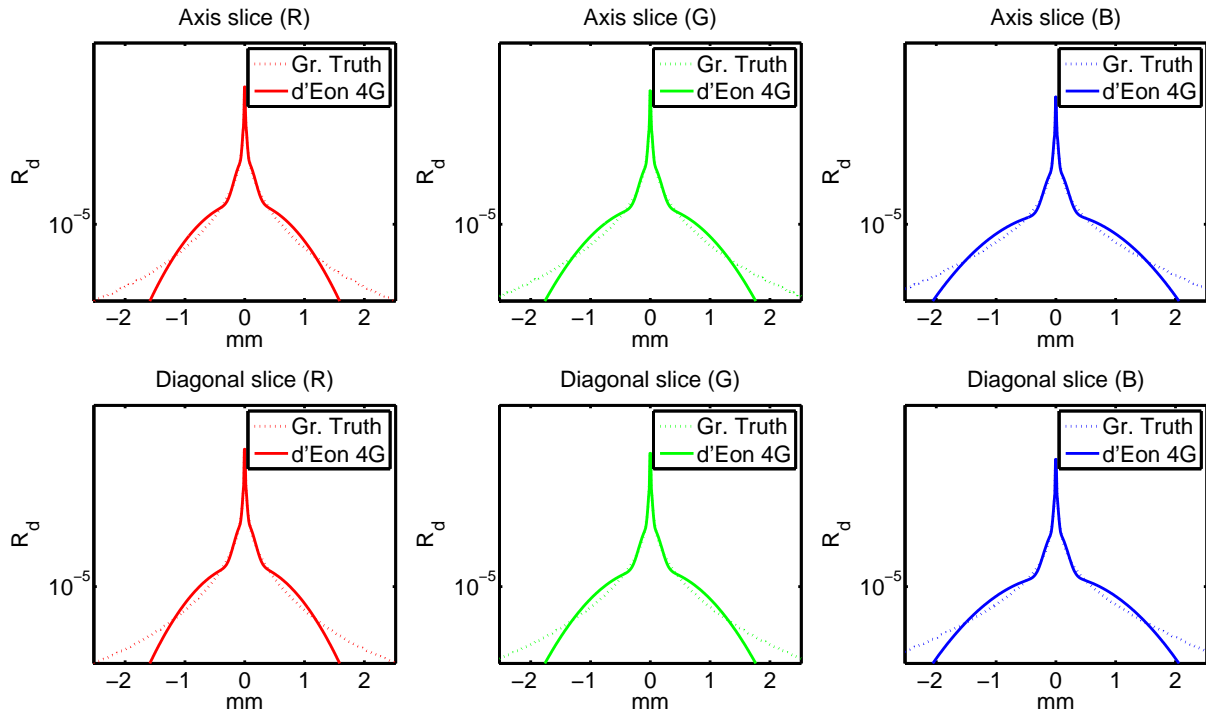 Axis slice (R)
Gr. Truth
d'Eon 4G
R_d
10^-5
−2 −1 0 1 2
mm
Axis slice (G)
Gr. Truth
d'Eon 4G
R_d
10^-5
−2 −1 0 1 2
mm
Axis slice (B)
Gr. Truth
d'Eon 4G
R_d
10^-5
−2 −1 0 1 2
mm
Diagonal slice (R)
Gr. Truth
d'Eon 4G
R_d
10^-5
−2 −1 0 1 2
mm
Diagonal slice (G)
Gr. Truth
d'Eon 4G
R_d
10^-5
−2 −1 0 1 2
mm
Diagonal slice (B)
Gr. Truth
d'Eon 4G
R_d
10^-5
−2 −1 0 1 2
mm